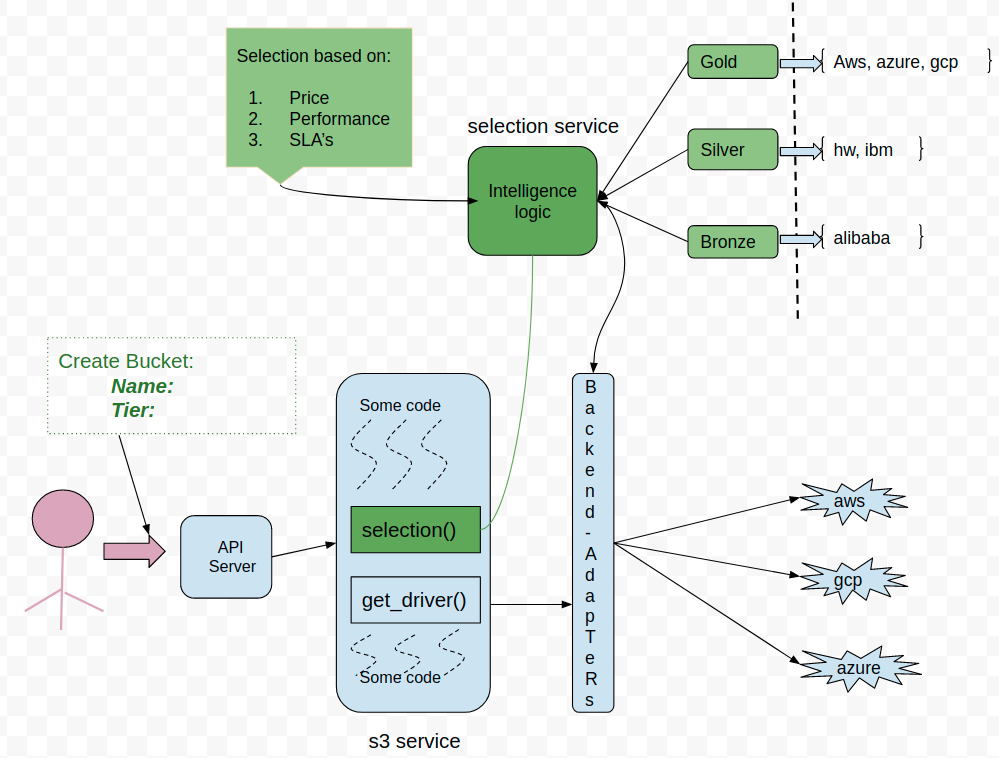 Selection based on:
1. Price
2. Performance
3. SLA's
selection service
Intelligence
logic
Gold
{ Aws, azure, gcp }
Silver
{ hw, ibm }
Bronze
{ alibaba }
Create Bucket:
Name:
Tier:
API
Server
Some code
selection()
get_driver()
Some code
s3 service
B
a
c
k
e
n
d
-
A
d
a
p
T
e
R
s
aws
gcp
azure